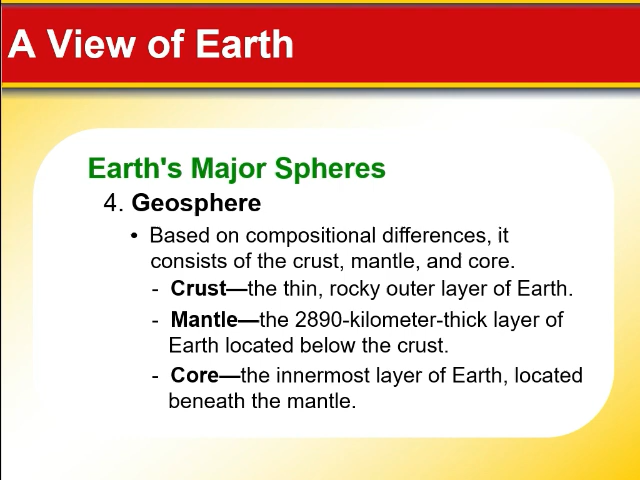 A View of Earth
Earth's Major Spheres
4. Geosphere
• Based on compositional differences, it
consists of the crust, mantle, and core.
- Crust—the thin, rocky outer layer of Earth.
- Mantle—the 2890-kilometer-thick layer of
Earth located below the crust.
- Core—the innermost layer of Earth, located
beneath the mantle.